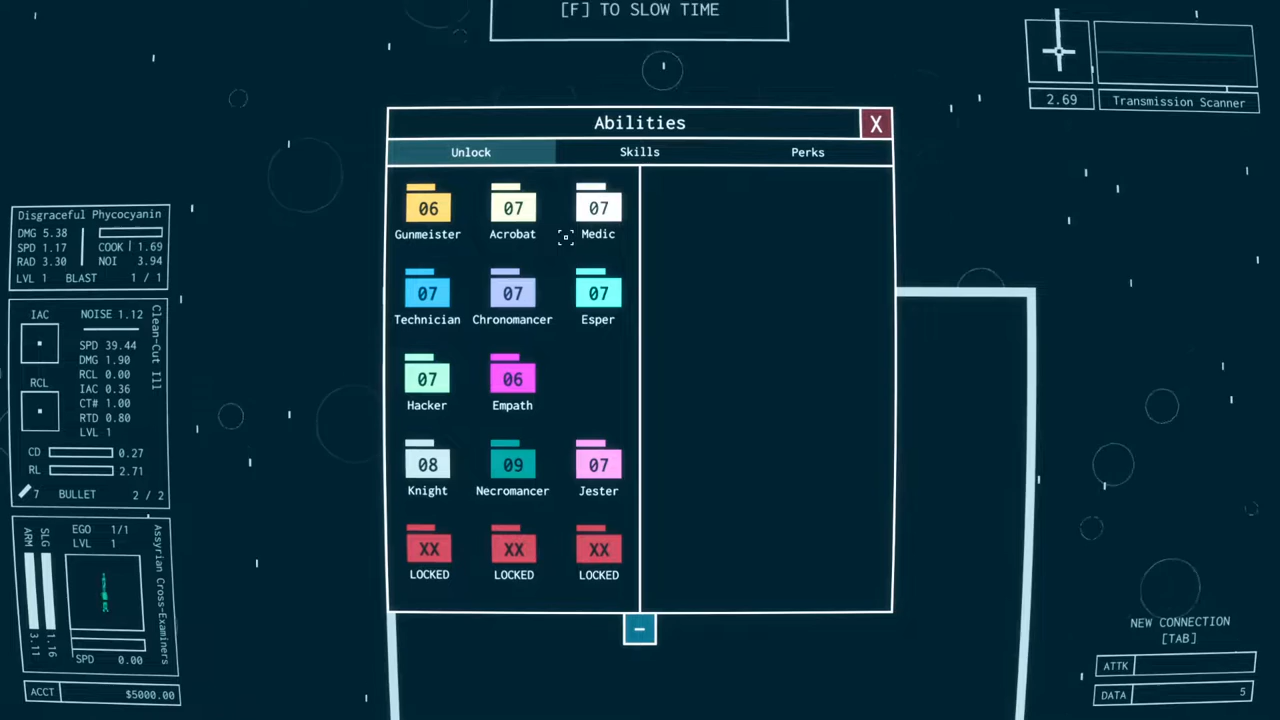 [F] TO SLOW TIME
2.69
Transmission Scanner
Abilities
X
Unlock
Skills
Perks
06
07
07
Gunmeister
Acrobat
Medic
07
07
07
Technician
Chronomancer
Esper
07
06
Hacker
Empath
08
09
07
Knight
Necromancer
Jester
XX
XX
XX
LOCKED
LOCKED
LOCKED
-
Disgraceful Phycocyanin
DMG 5.38
SPD 1.17
COOK 1.69
RAD 3.30
NOI 3.94
LVL 1
BLAST
1 / 1
IAC
NOISE 1.12
Clean-Cut Ill
SPD 39.44
DMG 1.90
RCL 0.00
RCL
IAC 0.36
CT# 1.00
RTD 0.80
LVL 1
CD
0.27
RL
2.71
7
BULLET
2 / 2
ARM
SLG
EGO 1/1
LVL 1
Assyrian Cross-Examiners
3.11
1.16
SPD 0.00
ACCT
$5000.00
NEW CONNECTION
[TAB]
ATTK
DATA
5